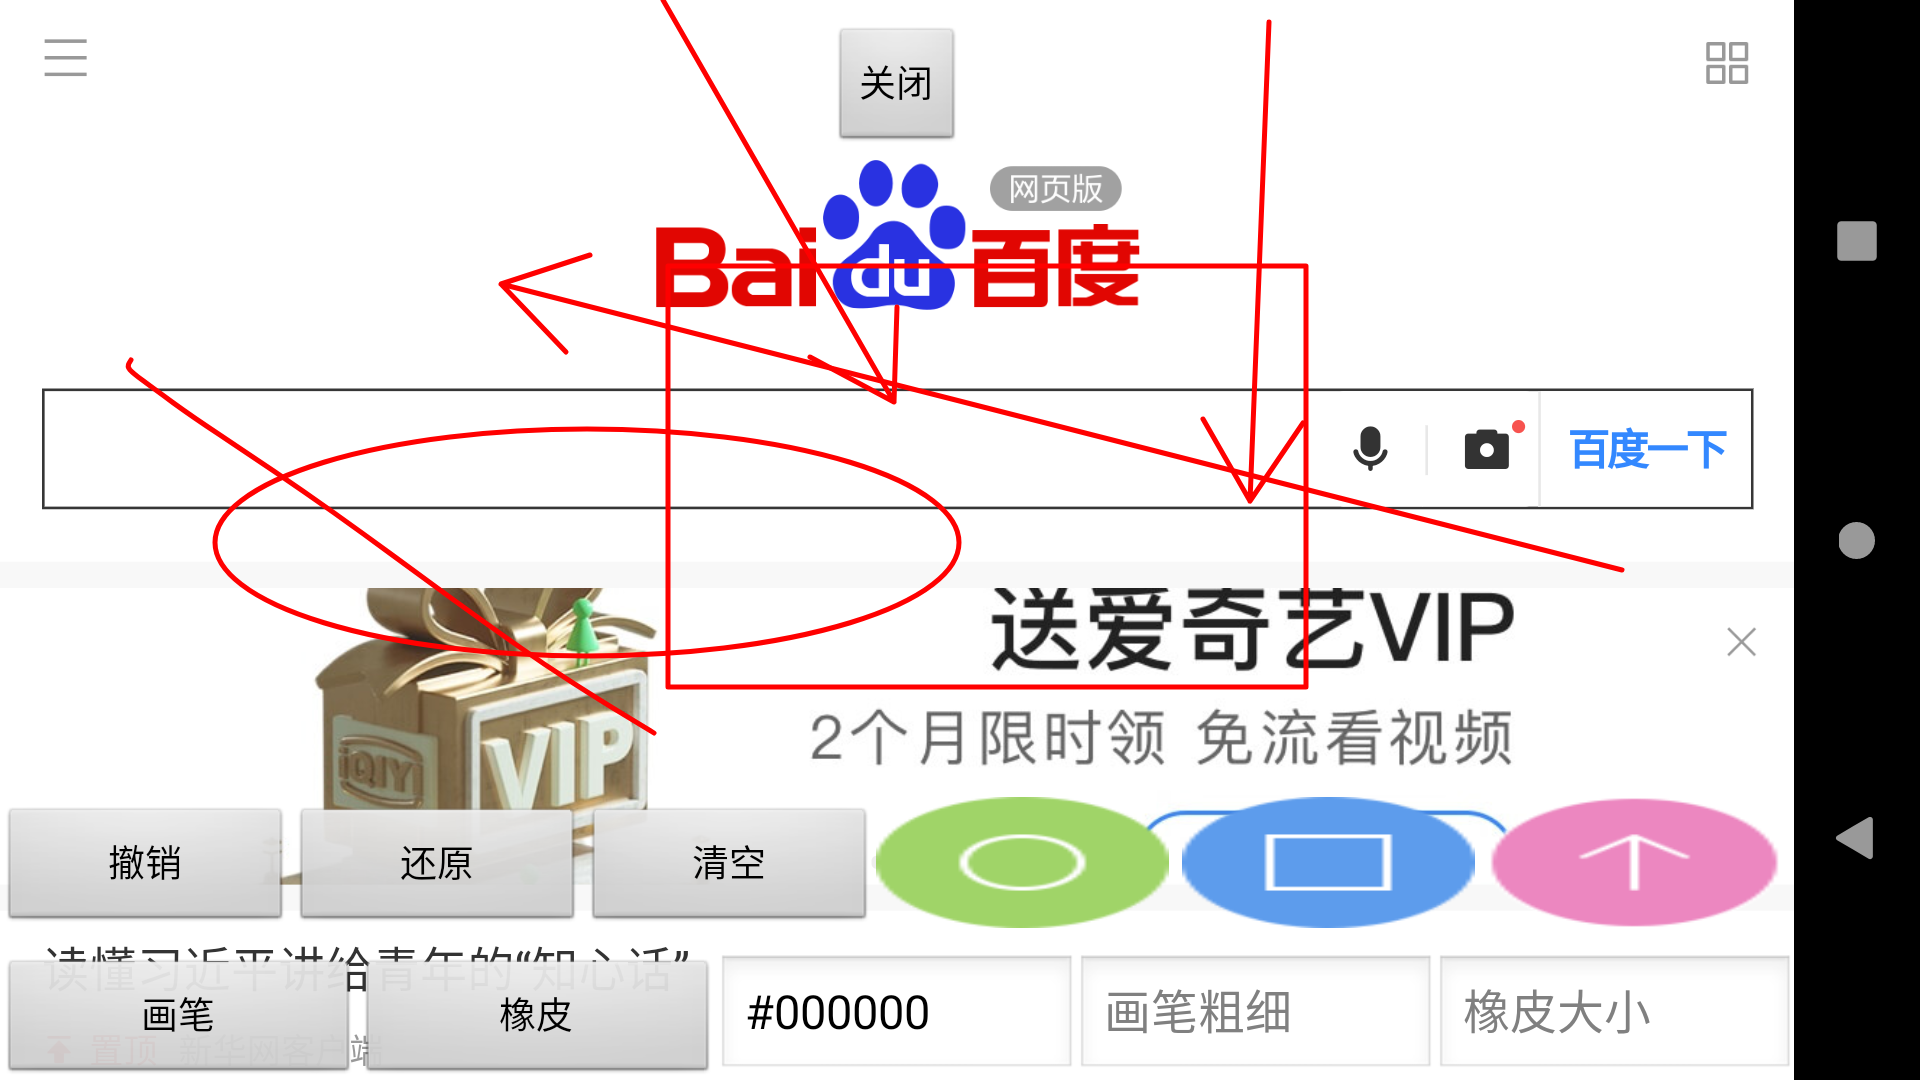 关闭
网页版
Bai du 百度
百度一下
送爱奇艺VIP
iQIY
VIP
2个月限时领 免流看视频
撤销
还原
清空
读懂习近平讲给青年的“知心话”
画笔
橡皮
#000000
画笔粗细
橡皮大小
置顶 新华网客户端